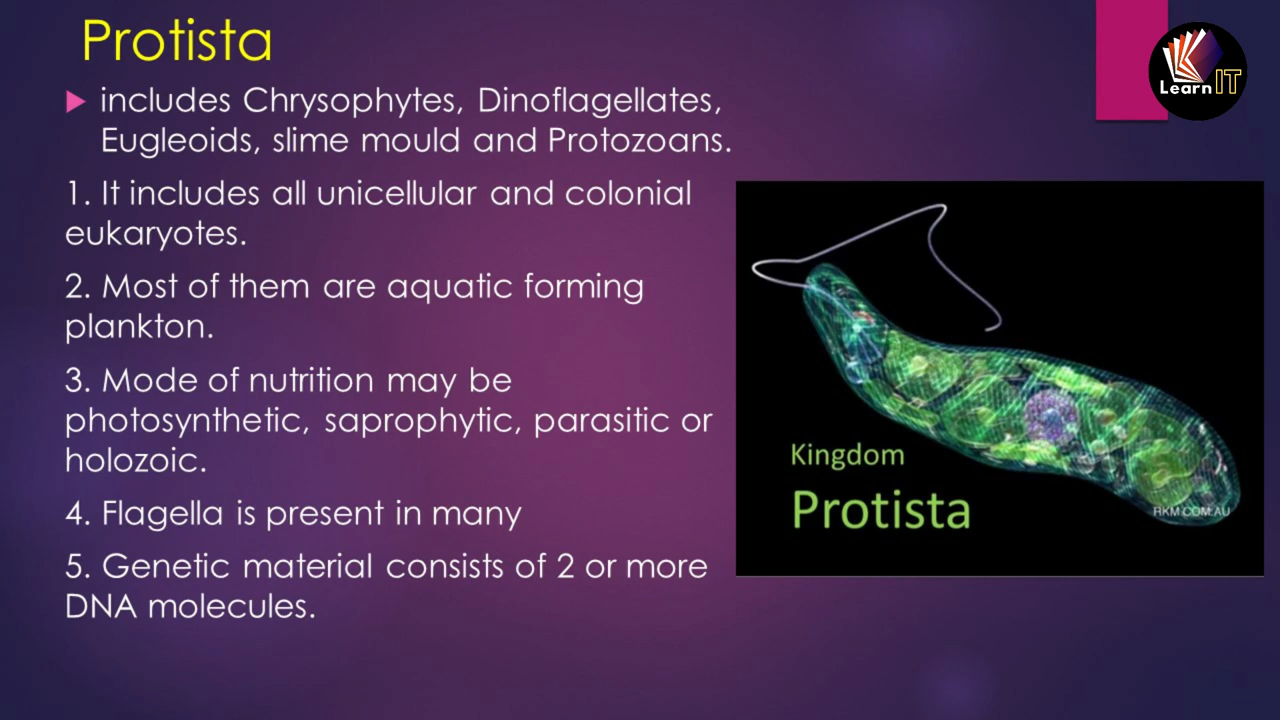 Protista
Learn IT
includes Chrysophytes, Dinoflagellates,
Eugleoids, slime mould and Protozoans.
1. It includes all unicellular and colonial
eukaryotes.
2. Most of them are aquatic forming
plankton.
3. Mode of nutrition may be
photosynthetic, saprophytic, parasitic or
holozoic.
4. Flagella is present in many
5. Genetic material consists of 2 or more
DNA molecules.
Kingdom
Protista
RKM.COM.AU